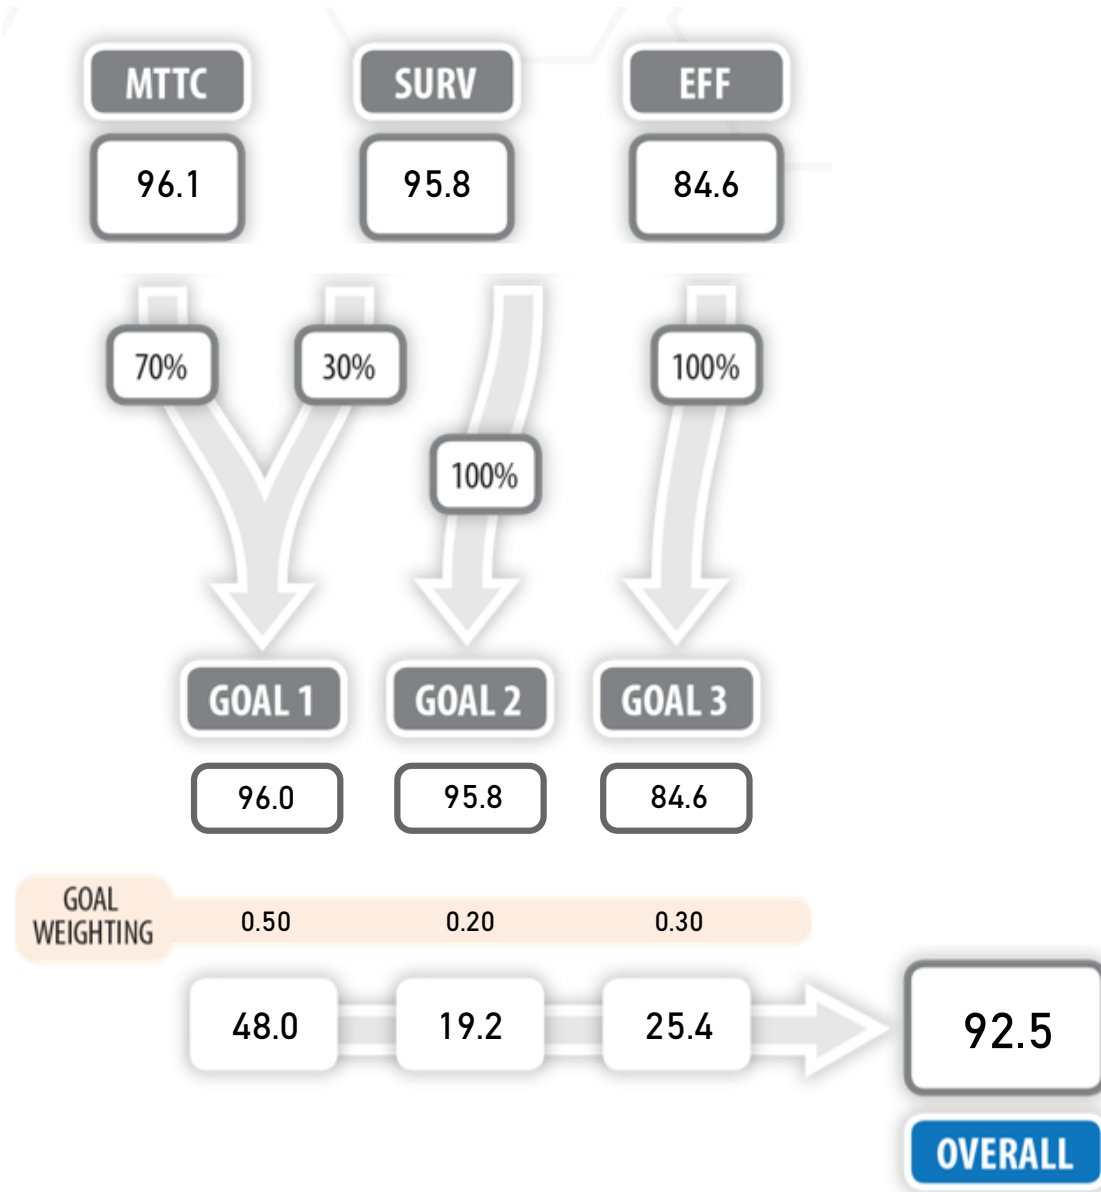 MTTC SURV EFF
96.1 95.8 84.6
70% 30% 100%
100%
GOAL 1 GOAL 2 GOAL 3
96.0 95.8 84.6
GOAL
WEIGHTING
0.50 0.20 0.30
48.0 19.2 25.4 92.5
OVERALL